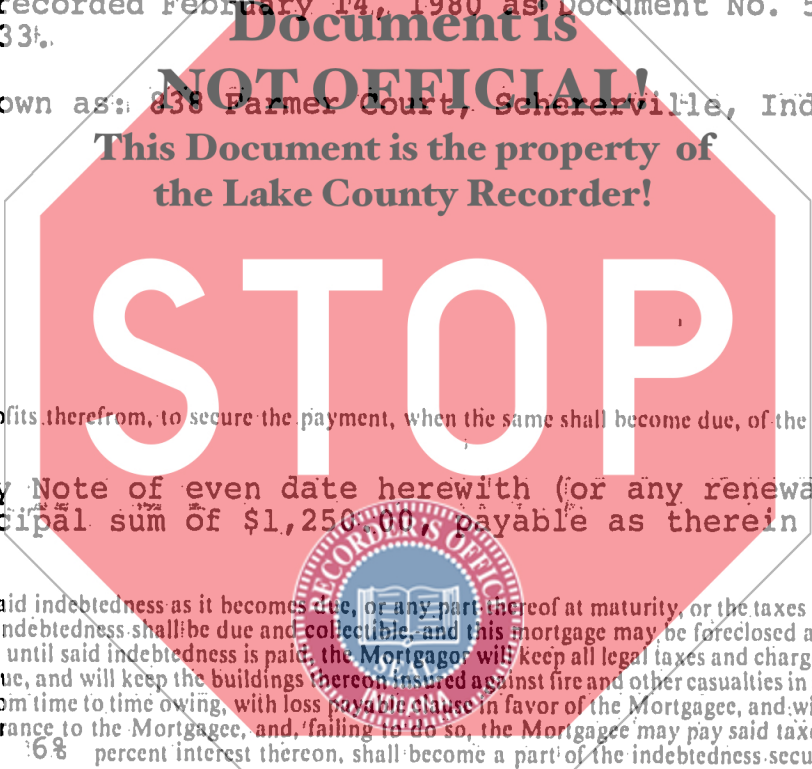 recorded February 14, 1980 as Document No. 5
Document is
33.
NOT OFFICIAL!
own as: 838 Farmer Court, Schererville, Ind
This Document is the property of
the Lake County Recorder!
STOP
ofits therefrom, to secure the payment, when the same shall become due, of the
y Note of even date herewith (or any renewa
cipal sum of $1,250.00, payable as therein
RECORDER'S OFFICE
aid indebtedness as it becomes due, or any part thereof at maturity, or the taxes
ndebtedness shall be due and collectible, and this mortgage may be foreclosed a
until said indebtedness is paid, the Mortgagor will keep all legal taxes and charg
ue, and will keep the buildings thereon insured against fire and other casualties in
SEAL
om time to time owing, with loss payable clause in favor of the Mortgagee, and wi
INDIANA
rance to the Mortgagee, and failing to do so, the Mortgagee may pay said taxe
6% percent interest thereon, shall become a part of the indebtedness secu